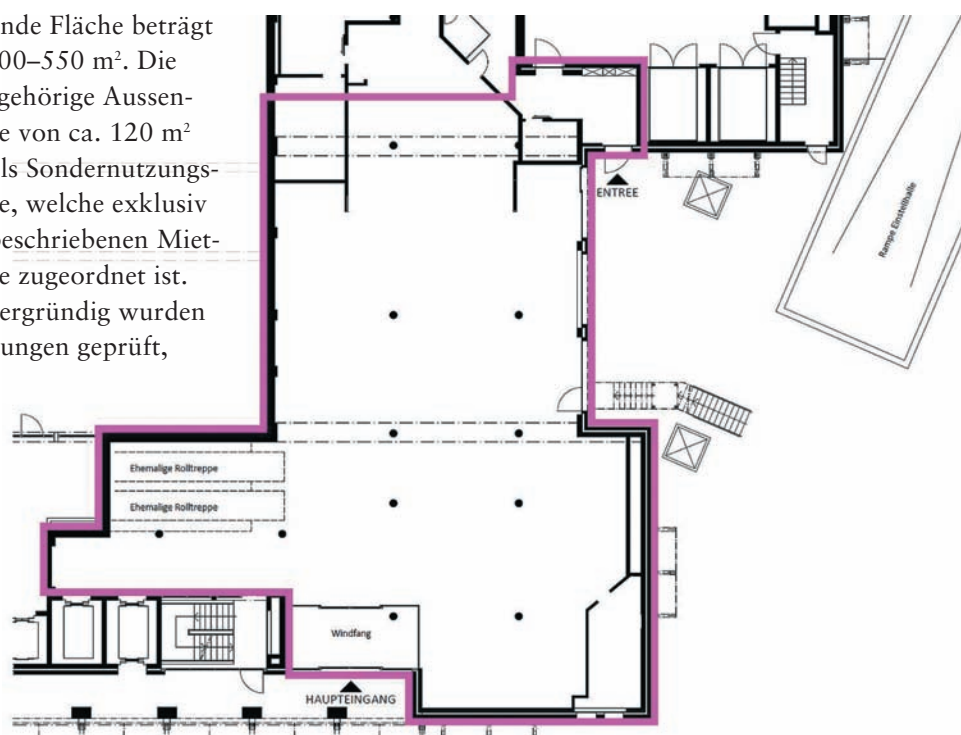 nde Fläche beträgt
00–550 m². Die
gehörige Aussen-
e von ca. 120 m²
ls Sondernutzungs-
e, welche exklusiv
eschriebenen Miet-
e zugeordnet ist.
ergründig wurden
ungen geprüft,
ENTREE
Rampe Einstellhalle
Ehemalige Rolltreppe
Ehemalige Rolltreppe
Windfang
HAUPTEINGANG